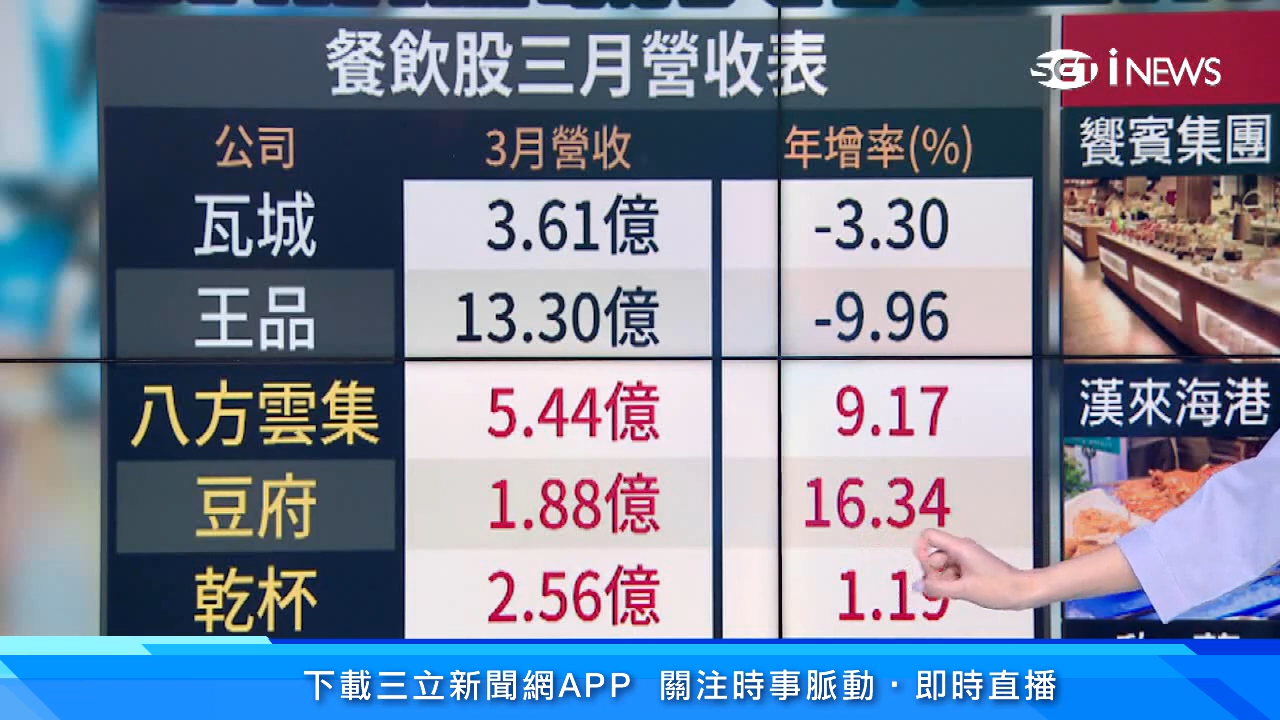 餐飲股三月營收表
SETi NEWS
公司 3月營收 年增率(%)
瓦城 3.61億 -3.30
王品 13.30億 -9.96
八方雲集 5.44億 9.17
豆府 1.88億 16.34
乾杯 2.56億 1.19
饗賓集團
漢來海港
下載三立新聞網APP 關注時事脈動・即時直播